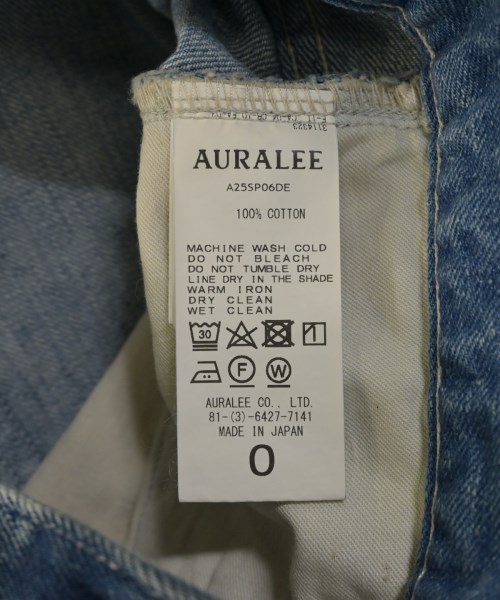 3114323
AURALEE
A25SP06DE
100% COTTON
MACHINE WASH COLD
DO NOT BLEACH
DO NOT TUMBLE DRY
LINE DRY IN THE SHADE
WARM IRON
DRY CLEAN
WET CLEAN
30
F W
AURALEE CO., LTD.
81-(3)-6427-7141
MADE IN JAPAN
0